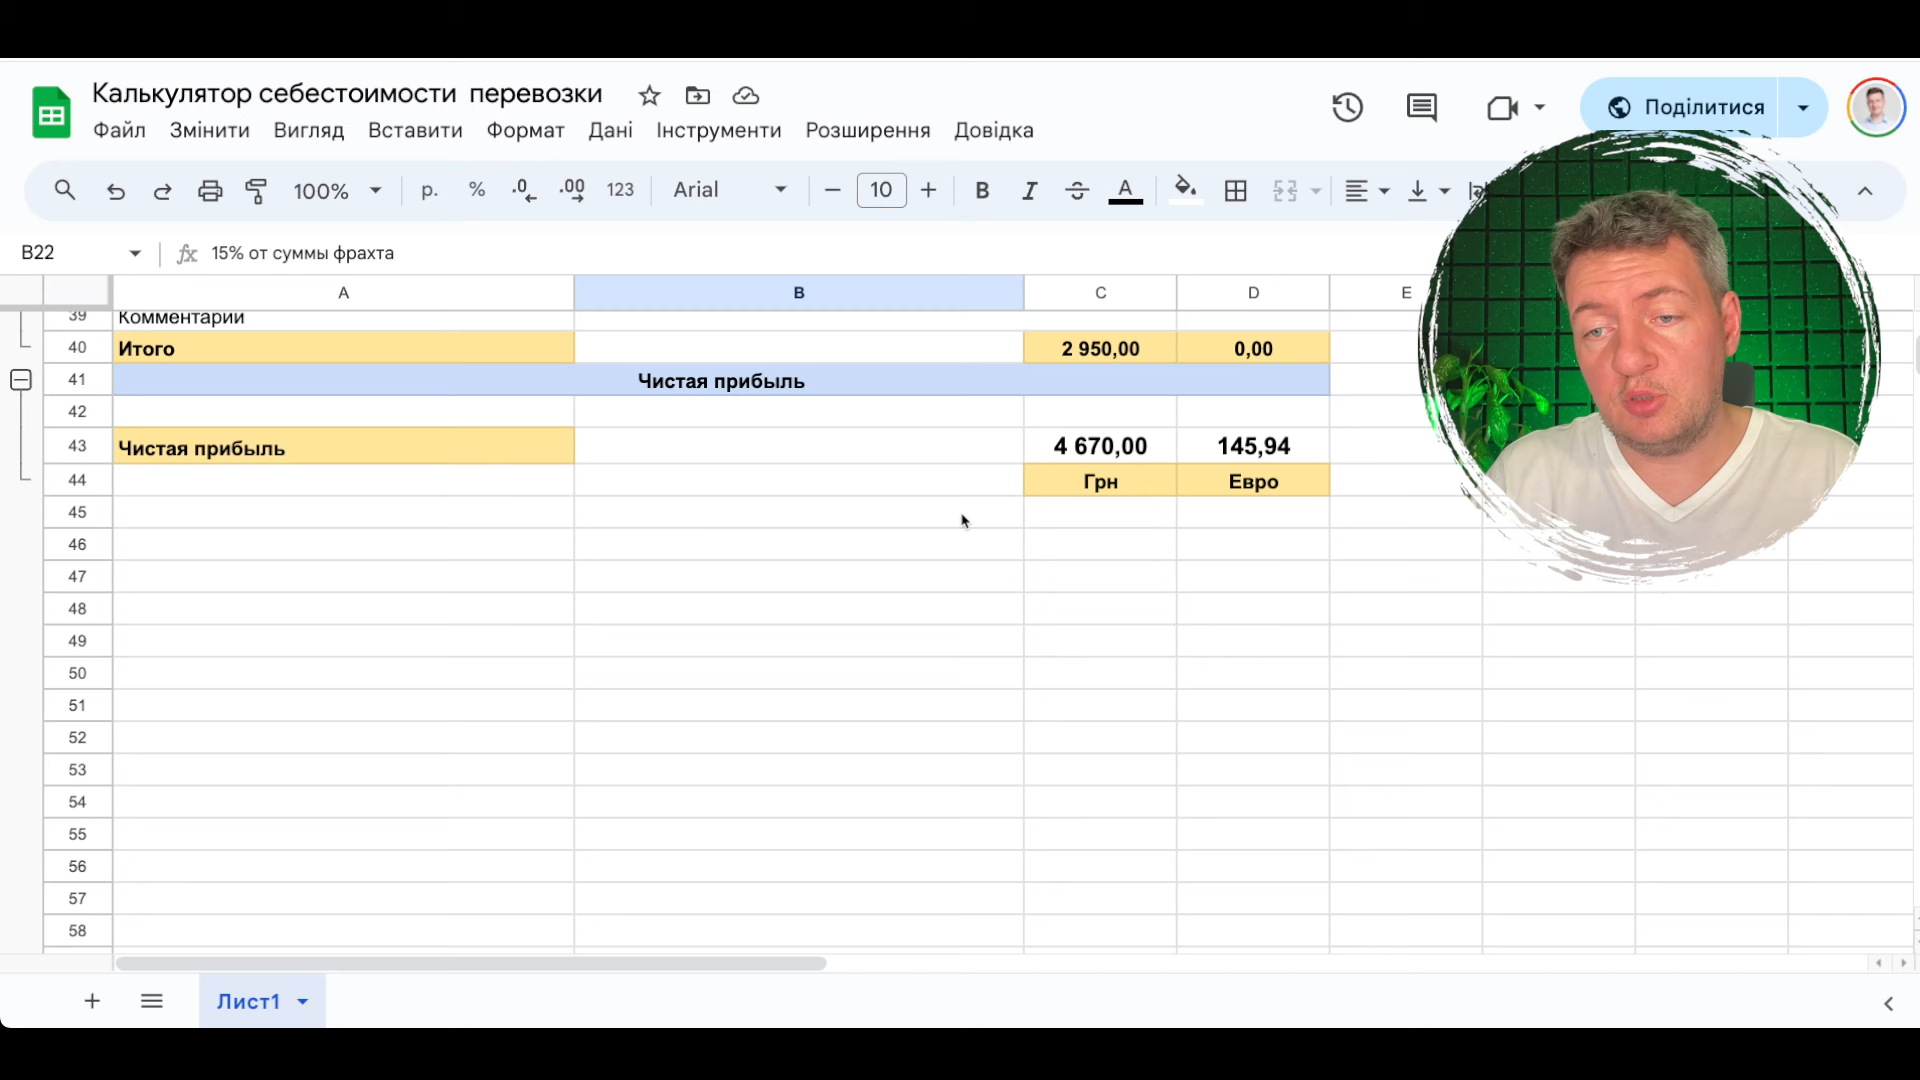 Калькулятор себестоимости перевозки
Файл Змінити Вигляд Вставити Формат Дані Інструменти Розширення Довідка
Поділитися
100% р. % .0 .00 123 Arial 10 B I A
B22 fx 15% от суммы фрахта
A B C D E
39 Комментарии
40 Итого 2 950,00 0,00
41 Чистая прибыль
42
43 Чистая прибыль 4 670,00 145,94
44 Грн Евро
45
46
47
48
49
50
51
52
53
54
55
56
57
58
Лист1